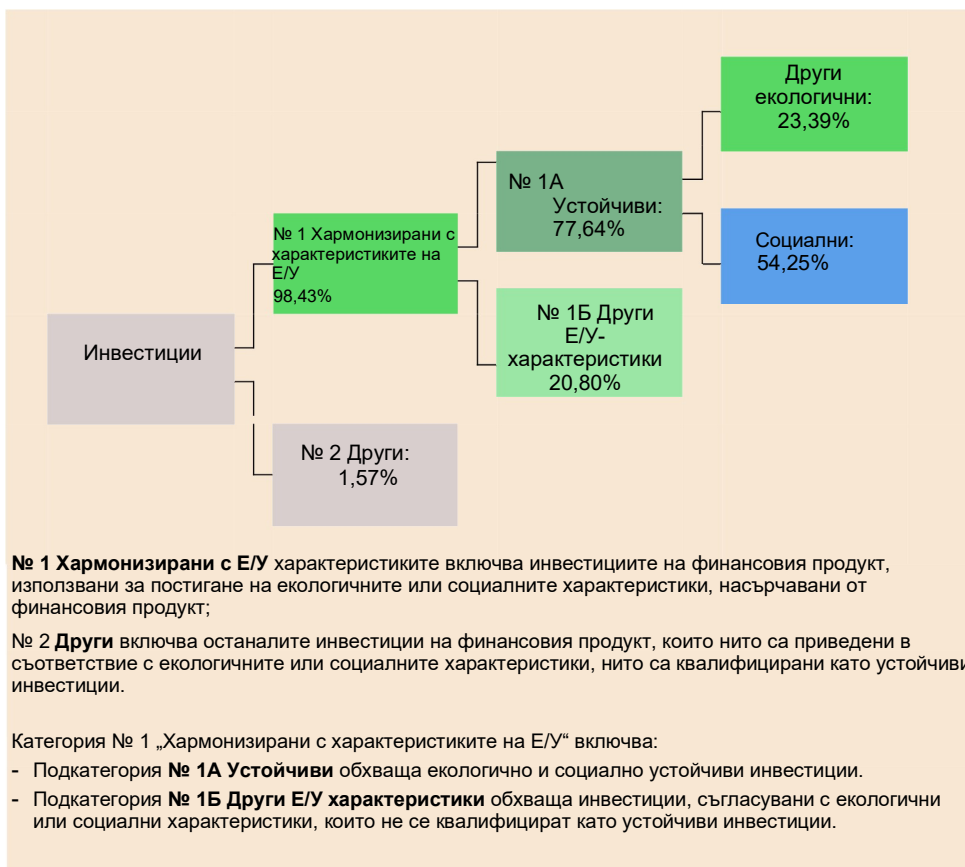 Други
екологични:
23,39%
№ 1А
Устойчиви:
77,64%
№ 1 Хармонизирани с
характеристиките на
Е/У
98,43%
Социални:
54,25%
№ 1Б Други
Е/У-
характеристики
20,80%
Инвестиции
№ 2 Други:
1,57%
№ 1 Хармонизирани с Е/У характеристиките включва инвестициите на финансовия продукт,
използвани за постигане на екологичните или социалните характеристики, насърчавани от
финансовия продукт;
№ 2 Други включва останалите инвестиции на финансовия продукт, които нито са приведени в
съответствие с екологичните или социалните характеристики, нито са квалифицирани като устойчиви
инвестиции.
Категория № 1 „Хармонизирани с характеристиките на Е/У“ включва:
- Подкатегория № 1А Устойчиви обхваща екологично и социално устойчиви инвестиции.
- Подкатегория № 1Б Други Е/У характеристики обхваща инвестиции, съгласувани с екологични
или социални характеристики, които не се квалифицират като устойчиви инвестиции.